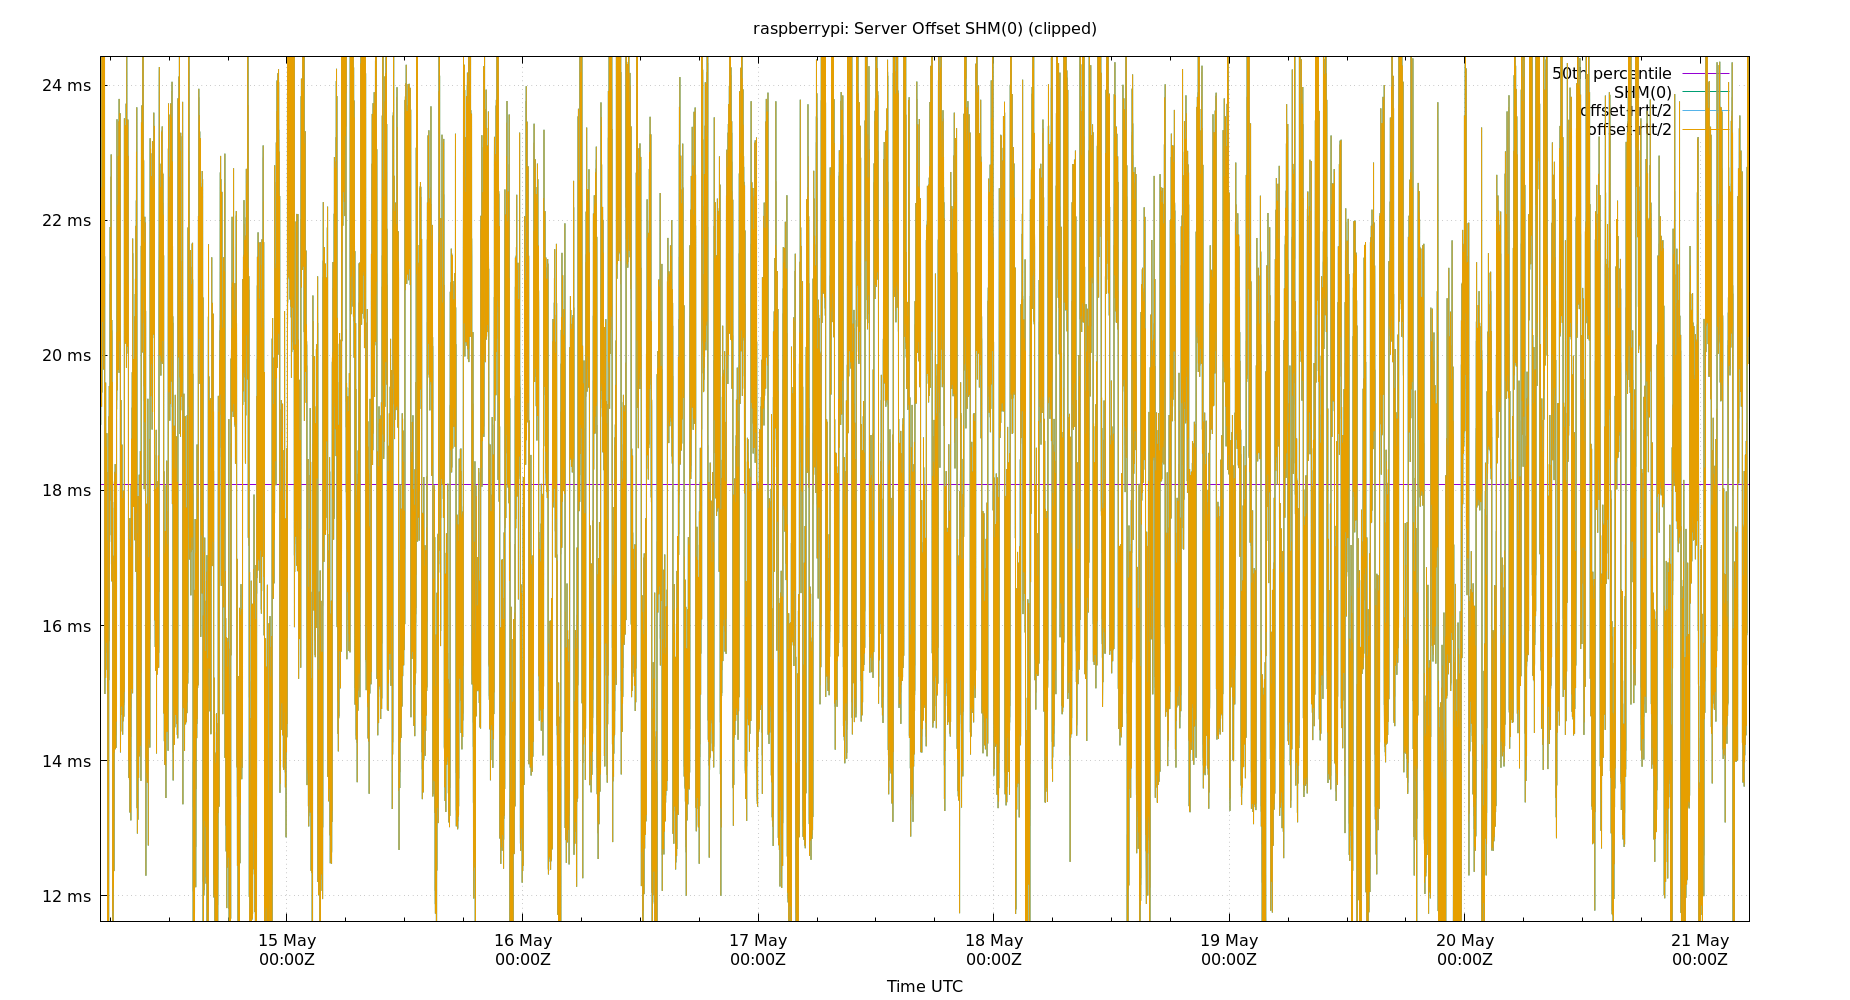 raspberrypi: Server Offset SHM(0) (clipped)
24 ms
22 ms
20 ms
18 ms
16 ms
14 ms
12 ms
50th percentile
SHM(0)
offset+rtt/2
offset-rtt/2
15 May 16 May 17 May 18 May 19 May 20 May 21 May
00:00Z 00:00Z 00:00Z 00:00Z 00:00Z 00:00Z 00:00Z
Time UTC